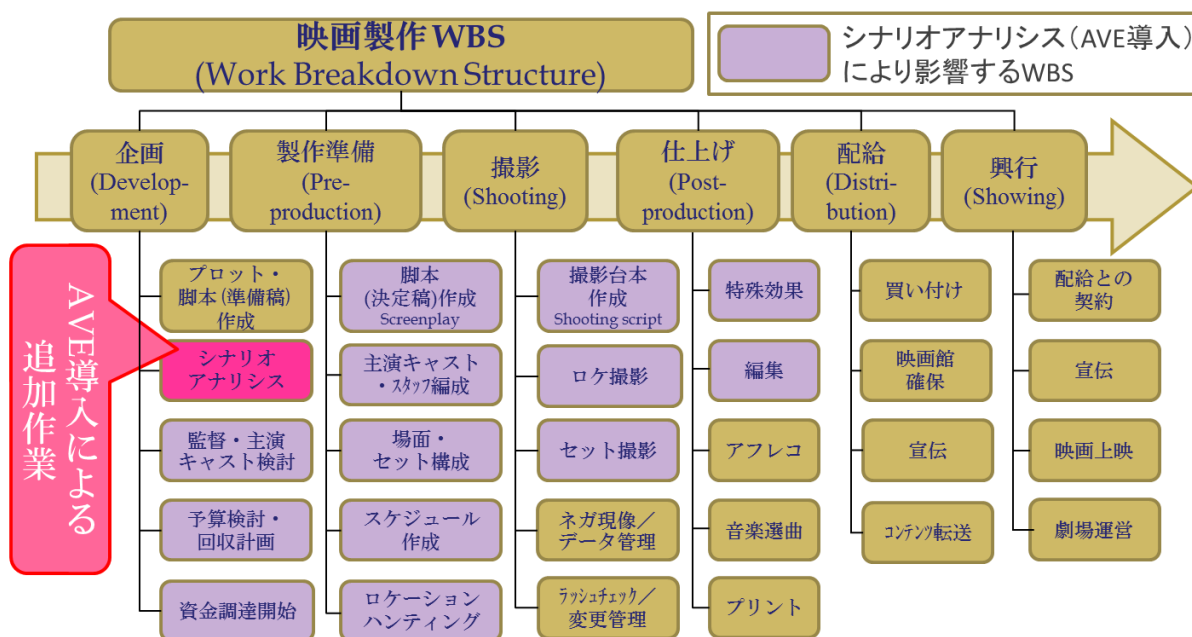 映画製作 WBS
(Work Breakdown Structure)
シナリオアナリシス(AVE導入)
により影響するWBS
企画
(Develop-
ment)
製作準備
(Pre-
production)
撮影
(Shooting)
仕上げ
(Post-
production)
配給
(Distri-
bution)
興行
(Showing)
AVE導入による
追加作業
プロット・
脚本(準備稿)
作成
シナリオ
アナリシス
監督・主演
キャスト検討
予算検討・
回収計画
資金調達開始
脚本
(決定稿)作成
Screenplay
主演キャスト
・ｽﾀｯﾌ編成
場面・
セット構成
スケジュール
作成
ロケーション
ハンティング
撮影台本
作成
Shooting script
ロケ撮影
セット撮影
ネガ現像／
データ管理
ﾗｯｼｭﾁｪｯｸ／
変更管理
特殊効果
編集
アフレコ
音楽選曲
プリント
買い付け
映画館
確保
宣伝
ｺﾝﾃﾝﾂ転送
配給との
契約
宣伝
映画上映
劇場運営